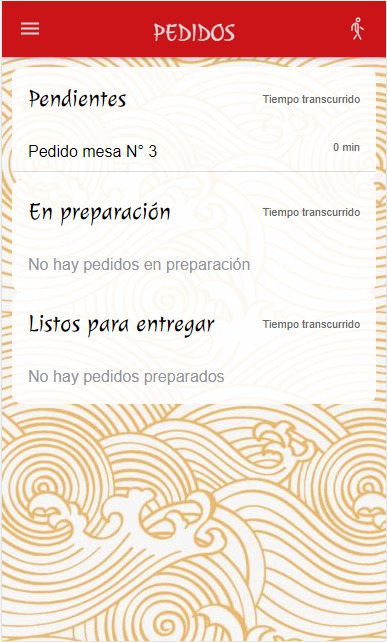 PEDIDOS
Pendientes Tiempo transcurrido
Pedido mesa N° 3 0 min
En preparación Tiempo transcurrido
No hay pedidos en preparación
Listos para entregar Tiempo transcurrido
No hay pedidos preparados